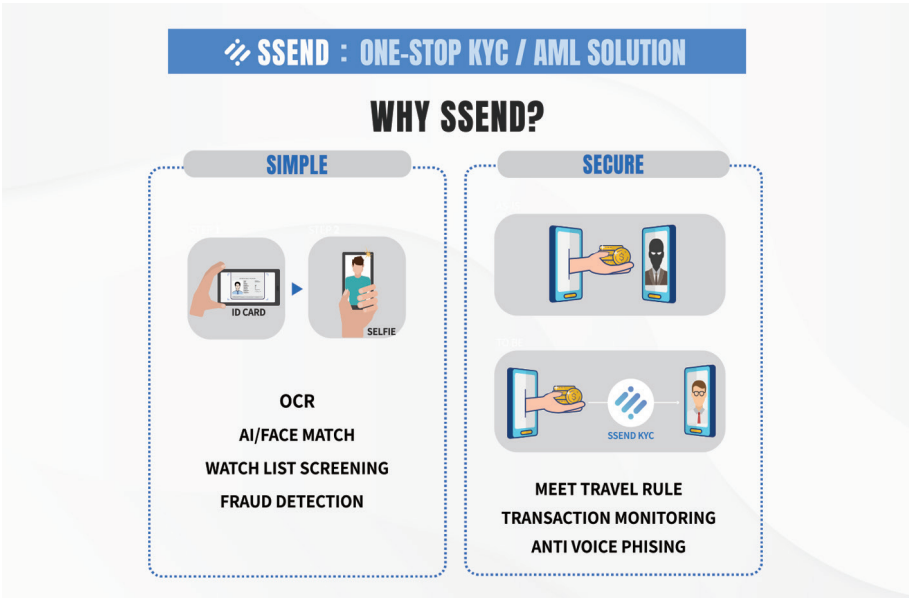 SSEND : ONE-STOP KYC / AML SOLUTION
WHY SSEND?
SIMPLE
ID CARD
SELFIE
OCR
AI/FACE MATCH
WATCH LIST SCREENING
FRAUD DETECTION
SECURE
SSEND KYC
MEET TRAVEL RULE
TRANSACTION MONITORING
ANTI VOICE PHISING